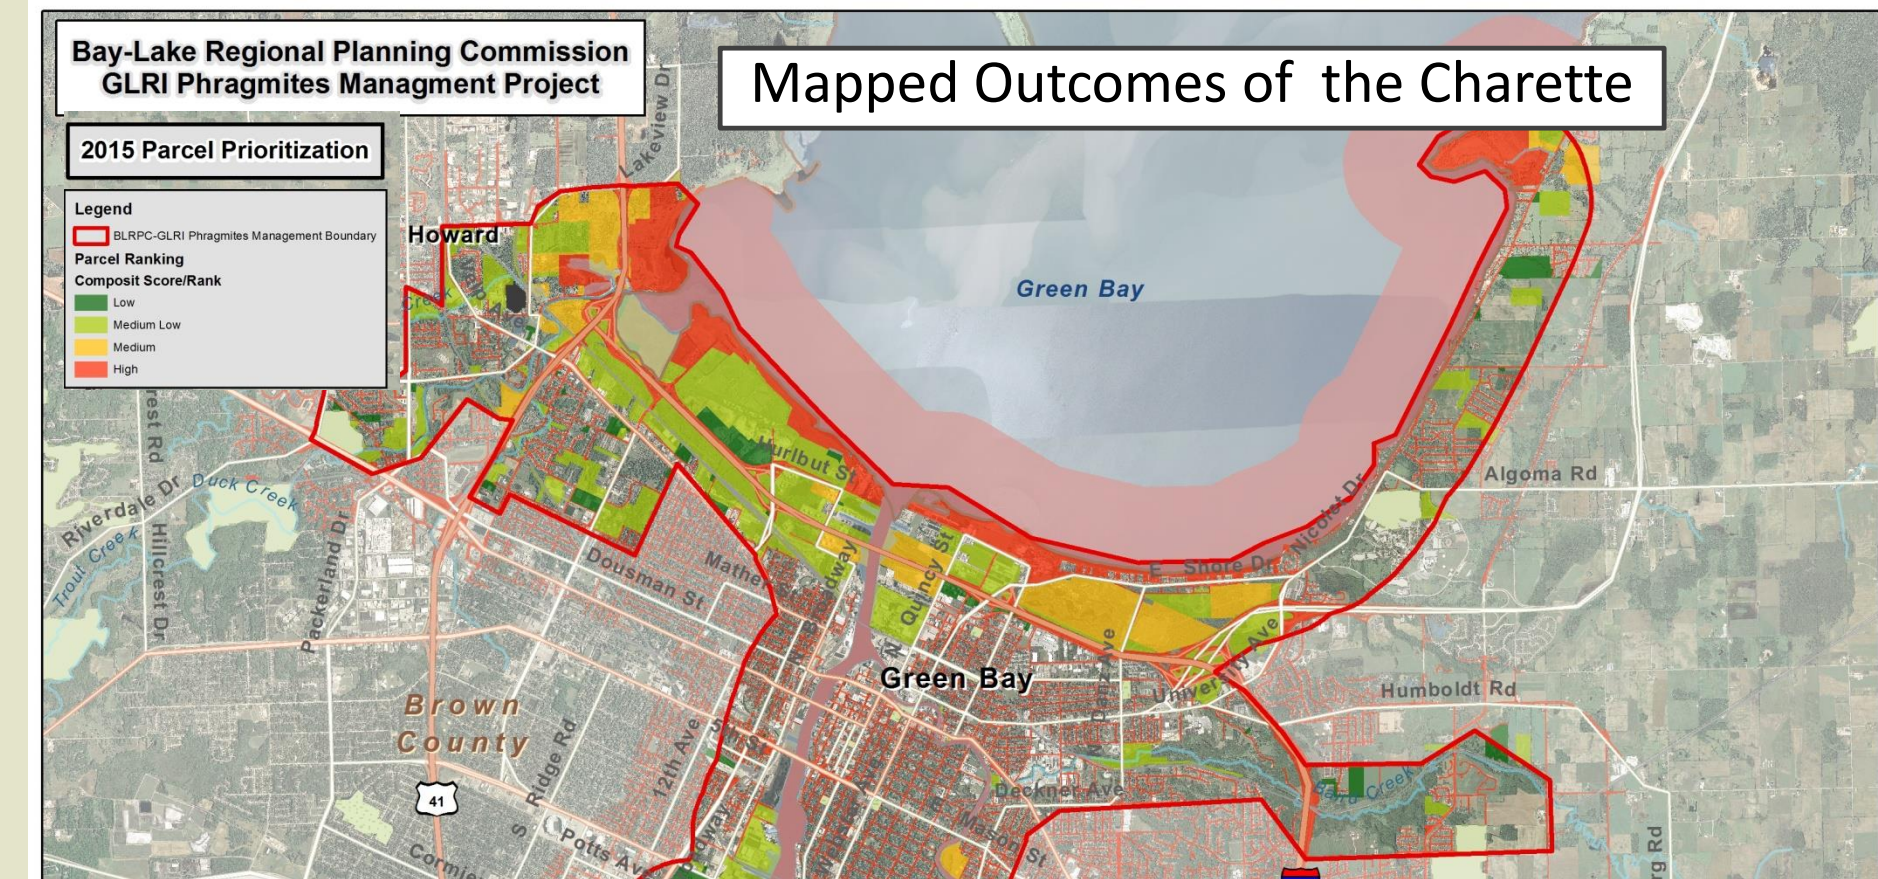 Bay-Lake Regional Planning Commission
GLRI Phragmites Managment Project
Mapped Outcomes of the Charette
2015 Parcel Prioritization
Legend
BLRPC-GLRI Phragmites Management Boundary
Parcel Ranking
Composit Score/Rank
Low
Medium Low
Medium
High
Lakeview Dr
Howard
Creek
Green Bay
Hurlbut St
Algoma Rd
Nicolet Dr
Duck Creek
Riverdale Dr
Trout Creek
Hillcrest Dr
Packerland Dr
Dousman St
Mather
Quincy St
E Shore Dr
University Ave
N Danz Ave
Green Bay
Humboldt Rd
Brown
County
Ridge Rd
12th Ave
5th St
41
Deckner Ave
Baird Creek
Mason St
S
Potts Ave